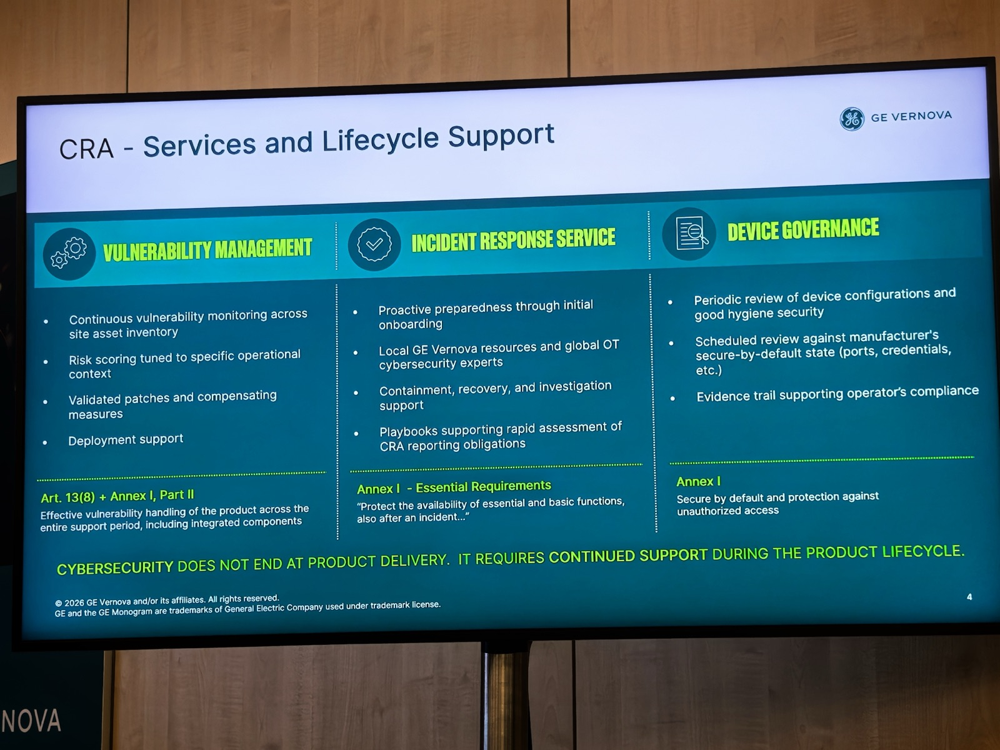 CRA - Services and Lifecycle Support
GE VERNOVA
VULNERABILITY MANAGEMENT
Continuous vulnerability monitoring across
site asset inventory
Risk scoring tuned to specific operational
context
Validated patches and compensating
measures
Deployment support
Art. 13(8) + Annex I, Part II
Effective vulnerability handling of the product across the
entire support period, including integrated components
INCIDENT RESPONSE SERVICE
Proactive preparedness through initial
onboarding
Local GE Vernova resources and global OT
cybersecurity experts
Containment, recovery, and investigation
support
Playbooks supporting rapid assessment of
CRA reporting obligations
Annex I - Essential Requirements
“Protect the availability of essential and basic functions,
also after an incident...”
DEVICE GOVERNANCE
Periodic review of device configurations and
good hygiene security
Scheduled review against manufacturer's
secure-by-default state (ports, credentials,
etc.)
Evidence trail supporting operator’s compliance
Annex I
Secure by default and protection against
unauthorized access
CYBERSECURITY DOES NOT END AT PRODUCT DELIVERY. IT REQUIRES CONTINUED SUPPORT DURING THE PRODUCT LIFECYCLE.
© 2026 GE Vernova and/or its affiliates. All rights reserved.
GE and the GE Monogram are trademarks of General Electric Company used under trademark license.
4
NOVA